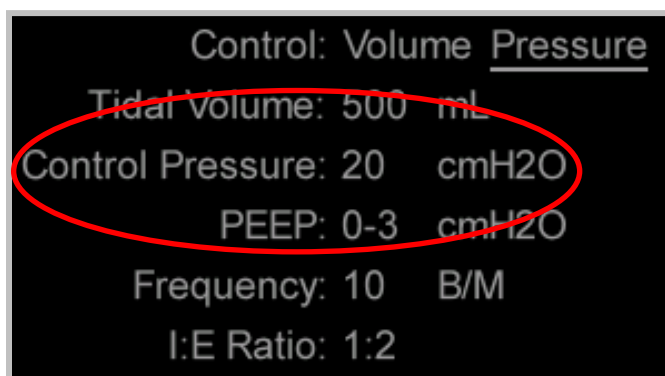 Control: Volume Pressure
Tidal Volume: 500 mL
Control Pressure: 20 cmH2O
PEEP: 0-3 cmH2O
Frequency: 10 B/M
I:E Ratio: 1:2